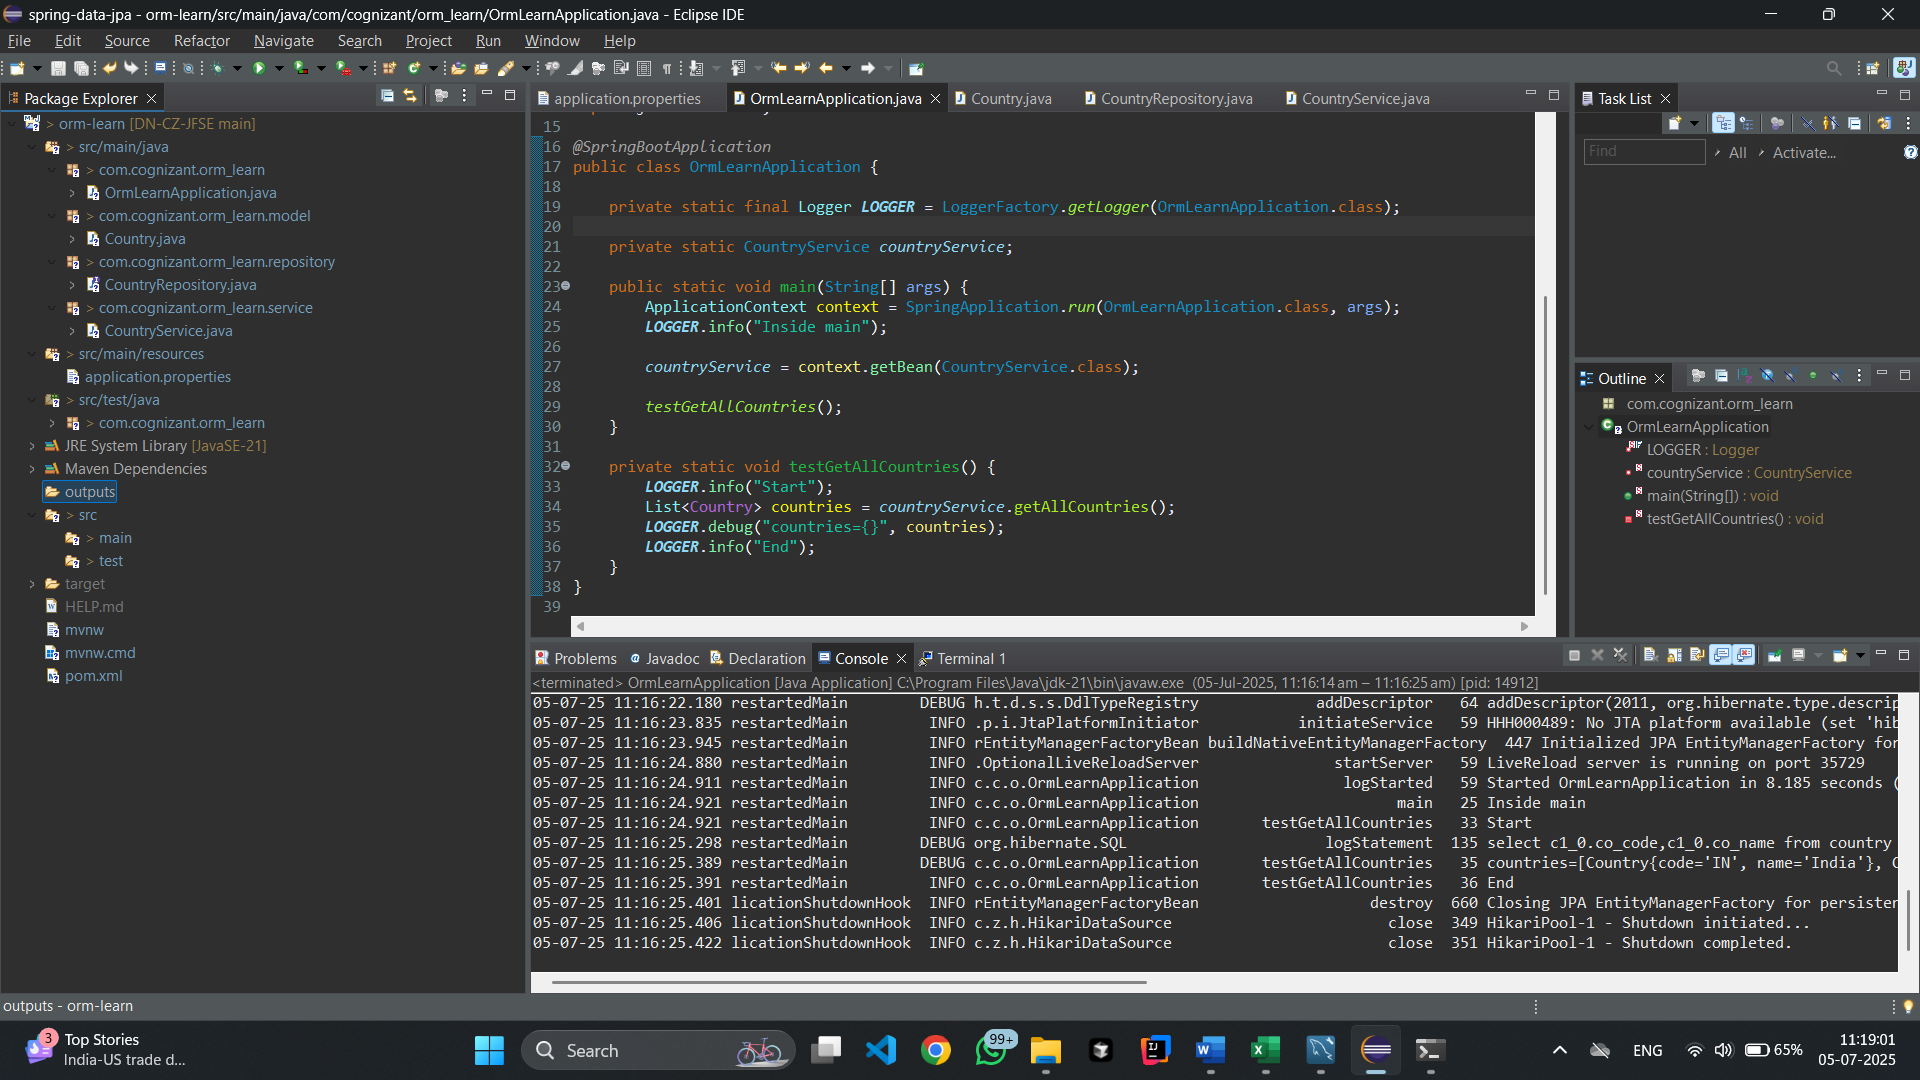 spring-data-jpa - orm-learn/src/main/java/com/cognizant/orm_learn/OrmLearnApplication.java - Eclipse IDE
File Edit Source Refactor Navigate Search Project Run Window Help
Package Explorer
> orm-learn [DN-CZ-JFSE main]
> src/main/java
> com.cognizant.orm_learn
OrmLearnApplication.java
> com.cognizant.orm_learn.model
Country.java
> com.cognizant.orm_learn.repository
CountryRepository.java
> com.cognizant.orm_learn.service
CountryService.java
> src/main/resources
application.properties
> src/test/java
> com.cognizant.orm_learn
JRE System Library [JavaSE-21]
Maven Dependencies
outputs
> src
> main
> test
target
HELP.md
mvnw
mvnw.cmd
pom.xml
application.properties OrmLearnApplication.java Country.java CountryRepository.java CountryService.java
15
16 @SpringBootApplication
17 public class OrmLearnApplication {
18
19 private static final Logger LOGGER = LoggerFactory.getLogger(OrmLearnApplication.class);
20
21 private static CountryService countryService;
22
23 public static void main(String[] args) {
24 ApplicationContext context = SpringApplication.run(OrmLearnApplication.class, args);
25 LOGGER.info("Inside main");
26
27 countryService = context.getBean(CountryService.class);
28
29 testGetAllCountries();
30 }
31
32 private static void testGetAllCountries() {
33 LOGGER.info("Start");
34 List<Country> countries = countryService.getAllCountries();
35 LOGGER.debug("countries={}", countries);
36 LOGGER.info("End");
37 }
38 }
39
Task List
Find All Activate...
Outline
com.cognizant.orm_learn
OrmLearnApplication
LOGGER : Logger
countryService : CountryService
main(String[]) : void
testGetAllCountries() : void
Problems Javadoc Declaration Console Terminal 1
<terminated> OrmLearnApplication [Java Application] C:\Program Files\Java\jdk-21\bin\javaw.exe (05-Jul-2025, 11:16:14 am – 11:16:25 am) [pid: 14912]
05-07-25 11:16:22.180 restartedMain DEBUG h.t.d.s.s.DdlTypeRegistry addDescriptor 64 addDescriptor(2011, org.hibernate.type.descrip
05-07-25 11:16:23.835 restartedMain INFO .p.i.JtaPlatformInitiator initiateService 59 HHH000489: No JTA platform available (set 'hib
05-07-25 11:16:23.945 restartedMain INFO rEntityManagerFactoryBean buildNativeEntityManagerFactory 447 Initialized JPA EntityManagerFactory for
05-07-25 11:16:24.880 restartedMain INFO .OptionalLiveReloadServer startServer 59 LiveReload server is running on port 35729
05-07-25 11:16:24.911 restartedMain INFO c.c.o.OrmLearnApplication logStarted 59 Started OrmLearnApplication in 8.185 seconds (
05-07-25 11:16:24.921 restartedMain INFO c.c.o.OrmLearnApplication main 25 Inside main
05-07-25 11:16:24.921 restartedMain INFO c.c.o.OrmLearnApplication testGetAllCountries 33 Start
05-07-25 11:16:25.298 restartedMain DEBUG org.hibernate.SQL logStatement 135 select c1_0.co_code,c1_0.co_name from country
05-07-25 11:16:25.389 restartedMain DEBUG c.c.o.OrmLearnApplication testGetAllCountries 35 countries=[Country{code='IN', name='India'}, C
05-07-25 11:16:25.391 restartedMain INFO c.c.o.OrmLearnApplication testGetAllCountries 36 End
05-07-25 11:16:25.401 licationShutdownHook INFO rEntityManagerFactoryBean destroy 660 Closing JPA EntityManagerFactory for persisten
05-07-25 11:16:25.406 licationShutdownHook INFO c.z.h.HikariDataSource close 349 HikariPool-1 - Shutdown initiated...
05-07-25 11:16:25.422 licationShutdownHook INFO c.z.h.HikariDataSource close 351 HikariPool-1 - Shutdown completed.
outputs - orm-learn
3 Top Stories
India-US trade d...
Search
99+
ENG
65%
11:19:01
05-07-2025